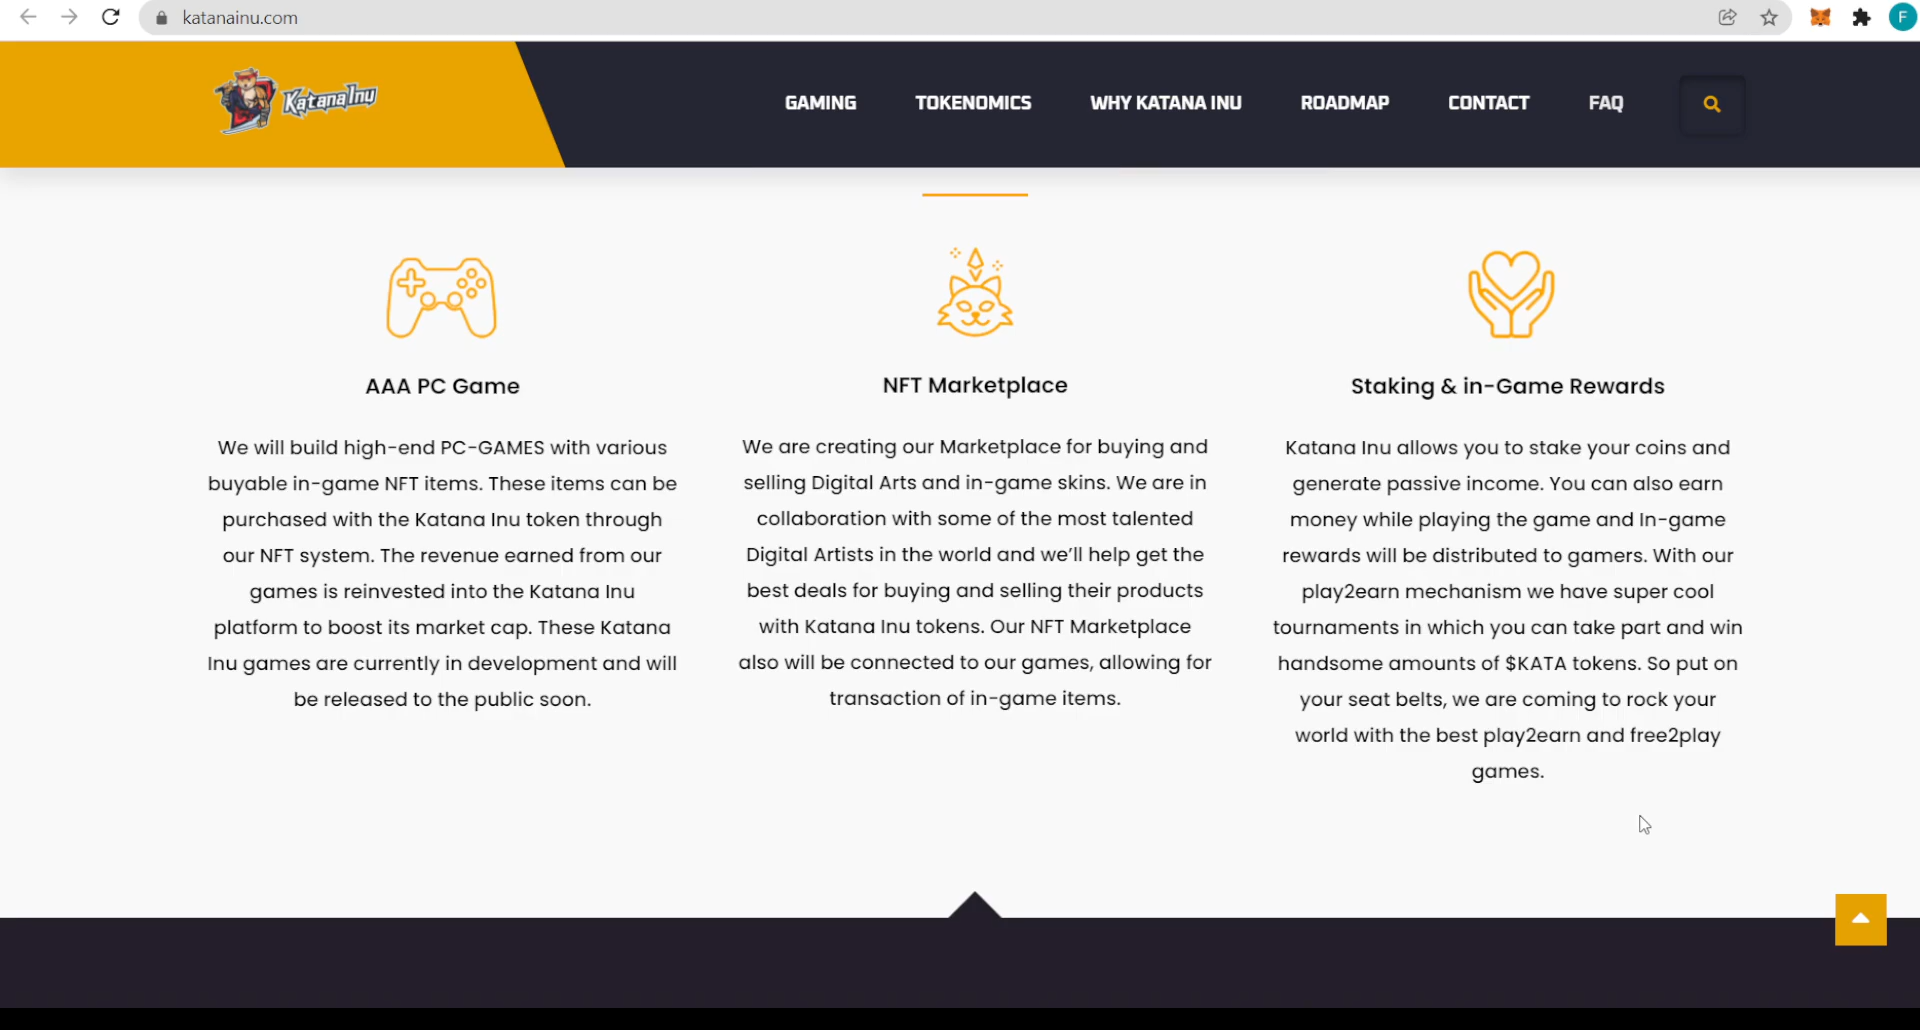 katanainu.com
F
KatanaInu
GAMING TOKENOMICS WHY KATANA INU ROADMAP CONTACT FAQ
AAA PC Game
We will build high-end PC-GAMES with various
buyable in-game NFT items. These items can be
purchased with the Katana Inu token through
our NFT system. The revenue earned from our
games is reinvested into the Katana Inu
platform to boost its market cap. These Katana
Inu games are currently in development and will
be released to the public soon.
NFT Marketplace
We are creating our Marketplace for buying and
selling Digital Arts and in-game skins. We are in
collaboration with some of the most talented
Digital Artists in the world and we’ll help get the
best deals for buying and selling their products
with Katana Inu tokens. Our NFT Marketplace
also will be connected to our games, allowing for
transaction of in-game items.
Staking & in-Game Rewards
Katana Inu allows you to stake your coins and
generate passive income. You can also earn
money while playing the game and In-game
rewards will be distributed to gamers. With our
play2earn mechanism we have super cool
tournaments in which you can take part and win
handsome amounts of $KATA tokens. So put on
your seat belts, we are coming to rock your
world with the best play2earn and free2play
games.